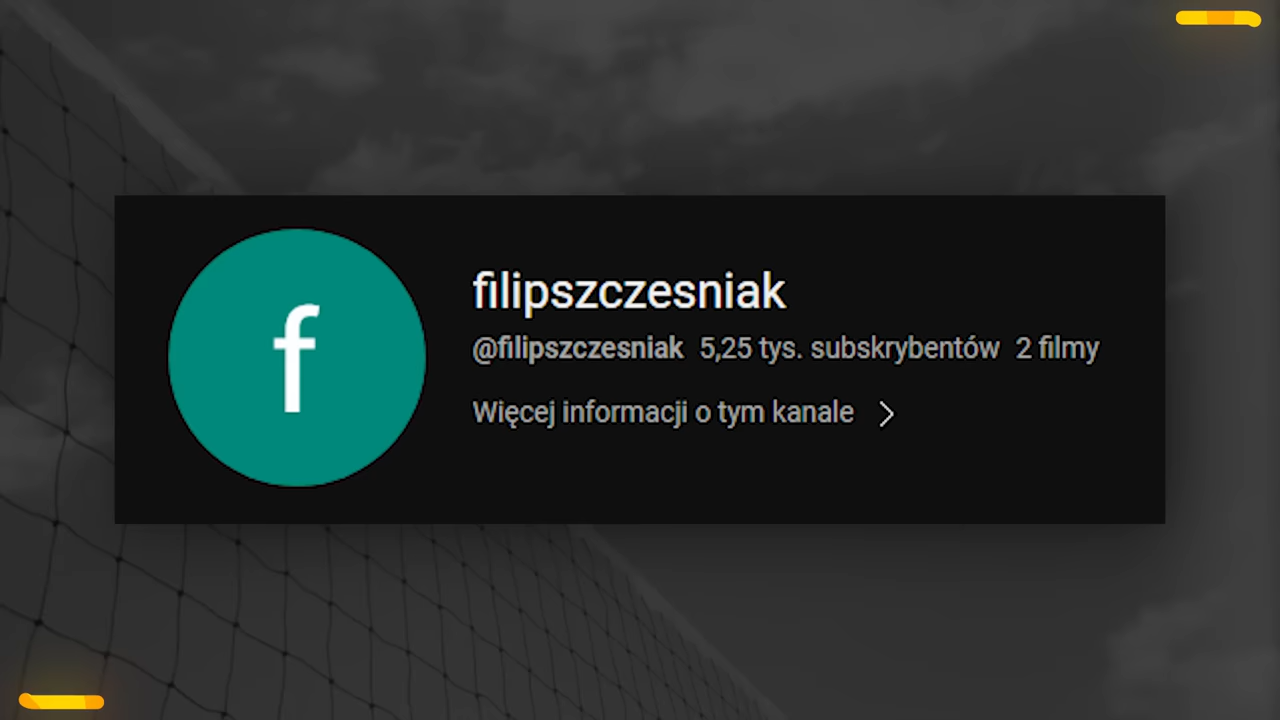 f
filipszczesniak
@filipszczesniak 5,25 tys. subskrybentów 2 filmy
Więcej informacji o tym kanale